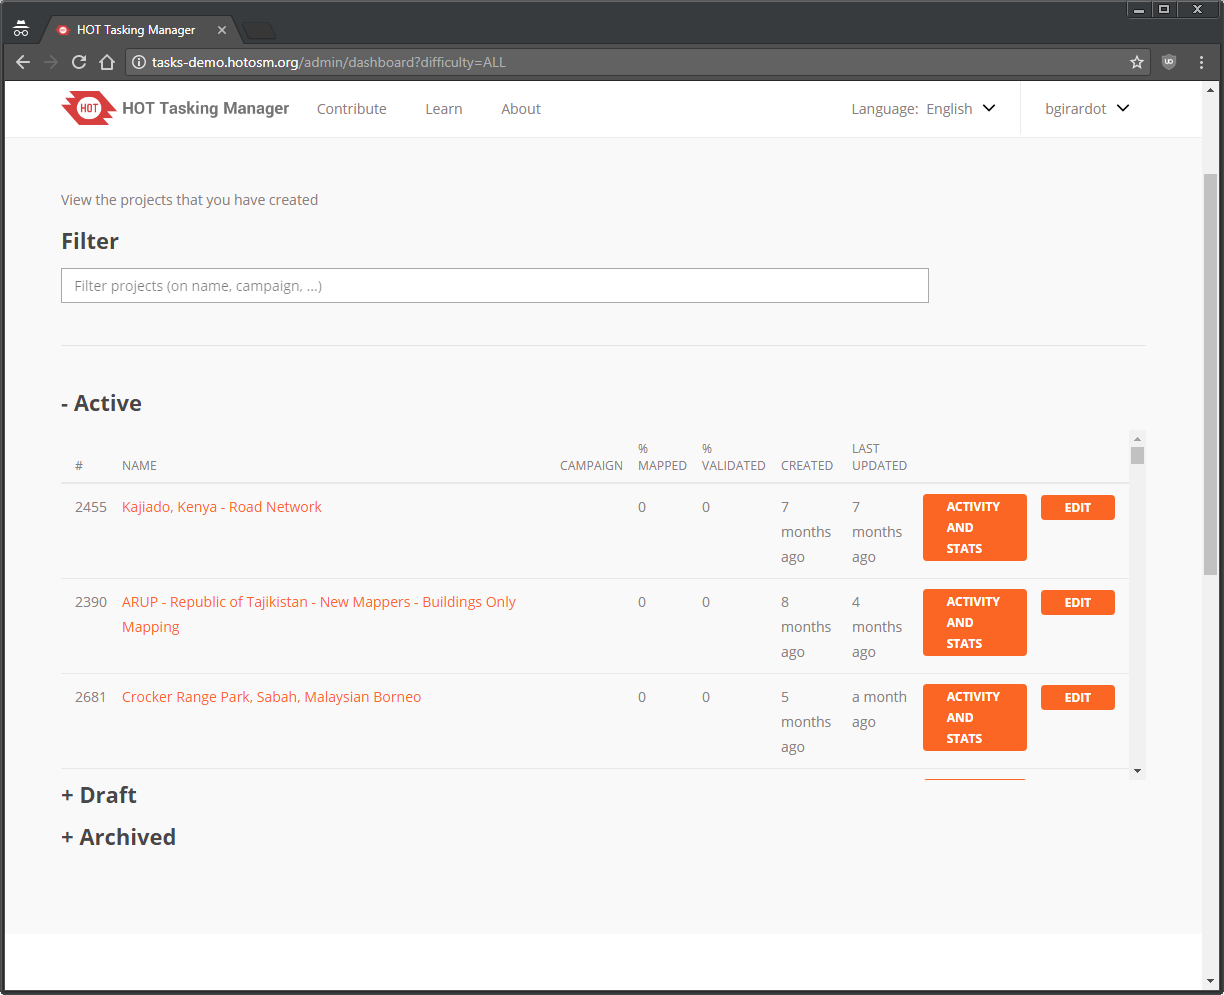 HOT Tasking Manager
tasks-demo.hotosm.org/admin/dashboard?difficulty=ALL
HOT HOT Tasking Manager Contribute Learn About Language: English bgirardot
View the projects that you have created
Filter
Filter projects (on name, campaign, ...)
- Active
# NAME CAMPAIGN % MAPPED % VALIDATED CREATED LAST UPDATED
2455 Kajiado, Kenya - Road Network 0 0 7 months ago 7 months ago ACTIVITY AND STATS EDIT
2390 ARUP - Republic of Tajikistan - New Mappers - Buildings Only Mapping 0 0 8 months ago 4 months ago ACTIVITY AND STATS EDIT
2681 Crocker Range Park, Sabah, Malaysian Borneo 0 0 5 months ago a month ago ACTIVITY AND STATS EDIT
+ Draft
+ Archived